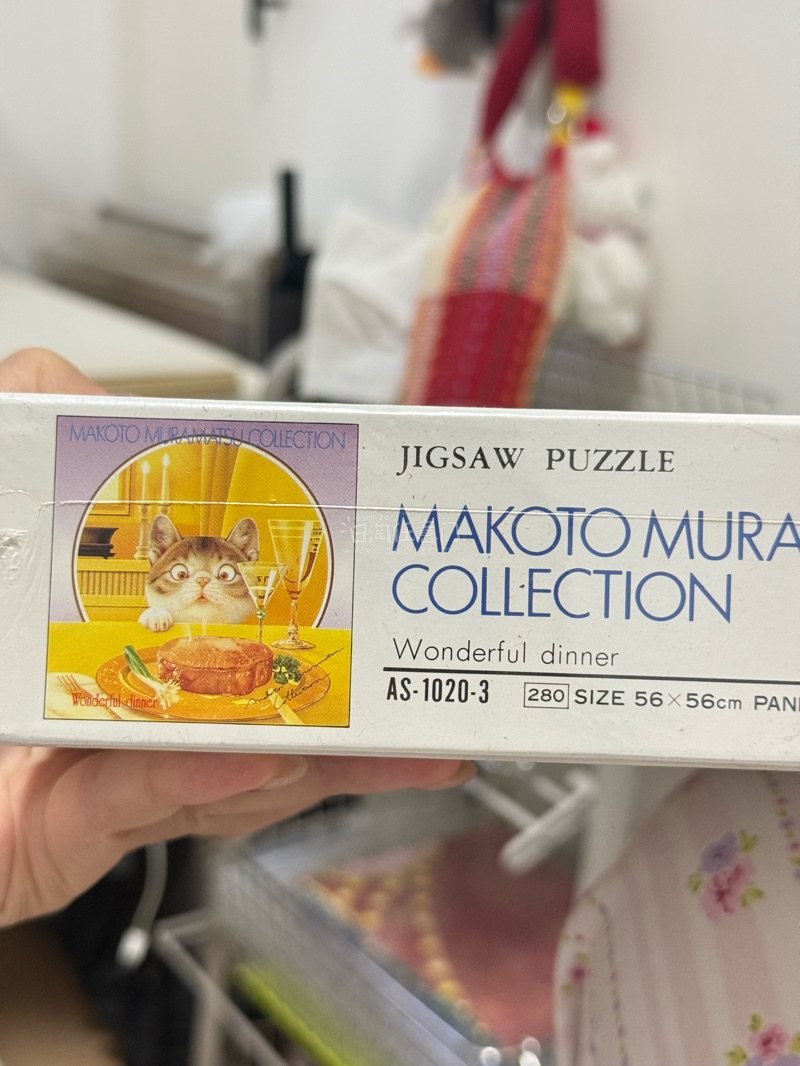 MAKOTO MURAMATSU COLLECTION
Wonderful dinner
JIGSAW PUZZLE
MAKOTO MURA
COLLECTION
Wonderful dinner
AS-1020-3
280 SIZE 56×56cm PAN